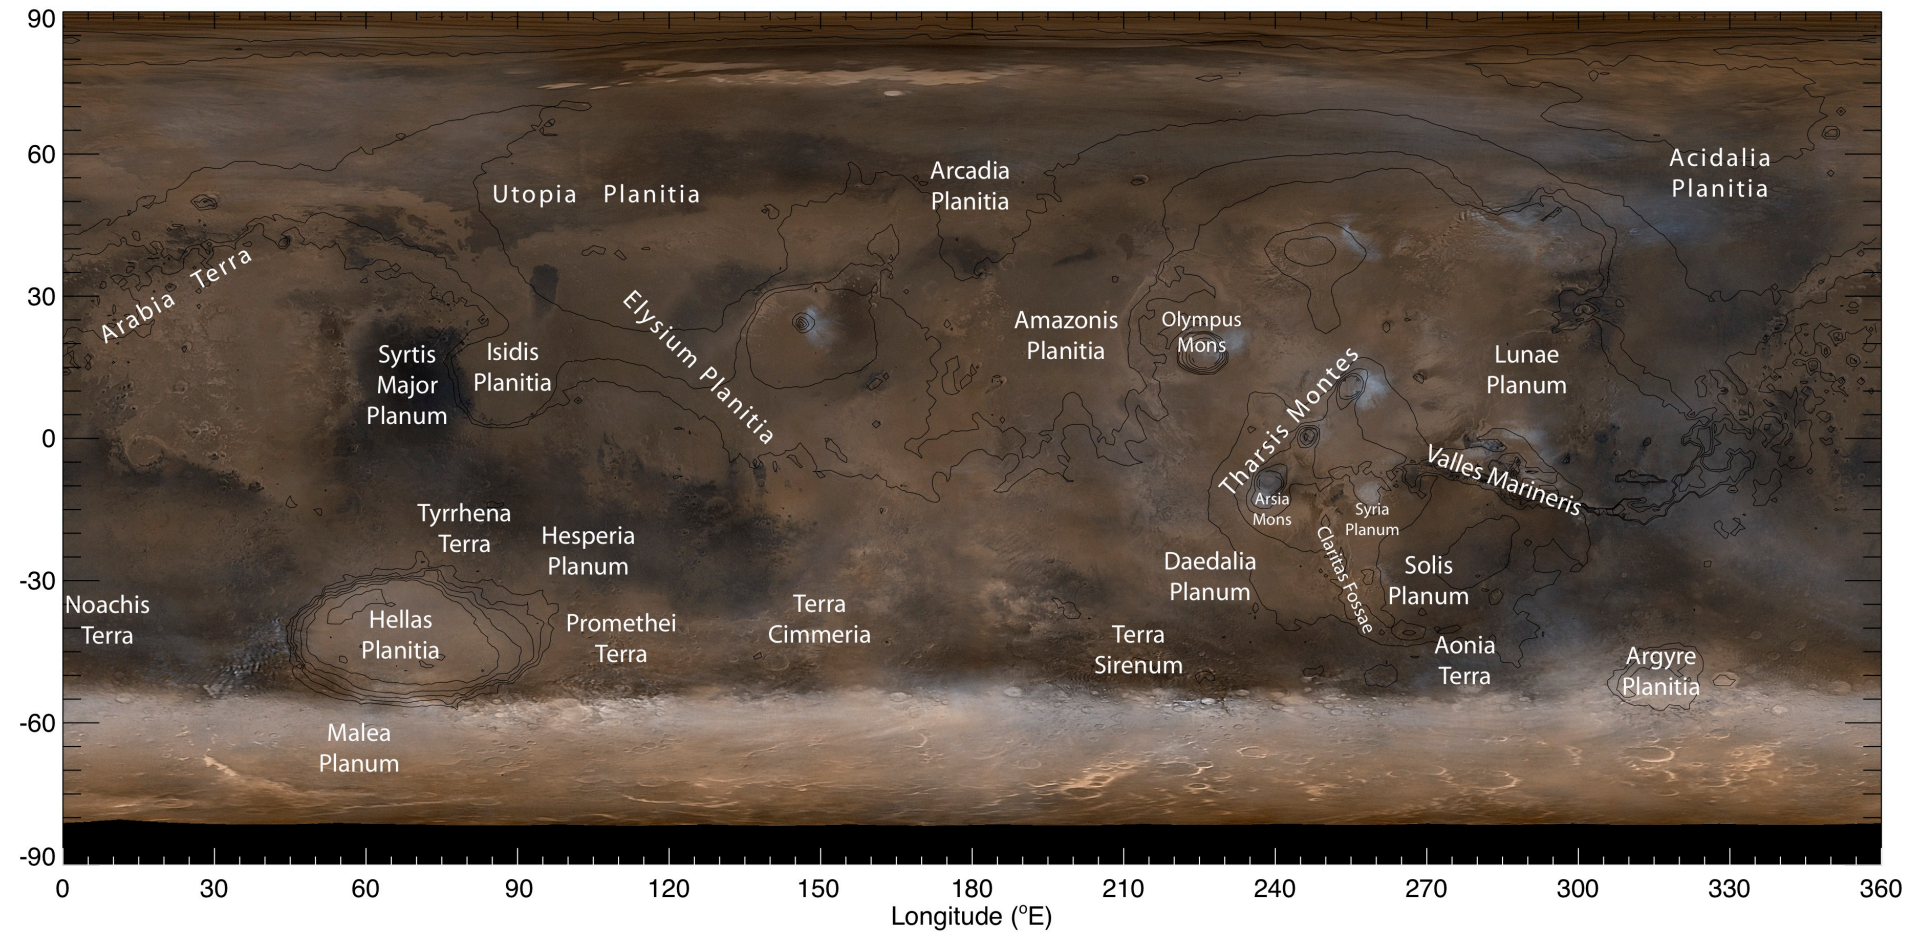 90
60
30
0
-30
-60
-90
Acidalia
Planitia
Arcadia
Planitia
Utopia Planitia
Arabia Terra
Elysium Planitia
Amazonis
Planitia
Olympus
Mons
Syrtis
Major
Planum
Isidis
Planitia
Lunae
Planum
Tharsis Montes
Valles Marineris
Arsia
Mons
Syria
Planum
Tyrrhena
Terra
Hesperia
Planum
Claritas Fossae
Daedalia
Planum
Solis
Planum
Noachis
Terra
Hellas
Planitia
Promethei
Terra
Terra
Cimmeria
Terra
Sirenum
Aonia
Terra
Argyre
Planitia
Malea
Planum
0 30 60 90 120 150 180 210 240 270 300 330 360
Longitude (°E)